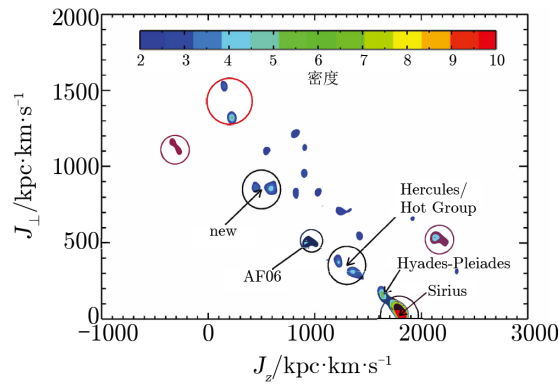 2000
1500
1000
500
0
J⊥/kpc·km·s⁻¹
2 3 4 5 6 7 8 9 10
密度
new
AF06
Hercules/
Hot Group
Hyades-Pleiades
Sirius
−1000 0 1000 2000 3000
Jz/kpc·km·s⁻¹